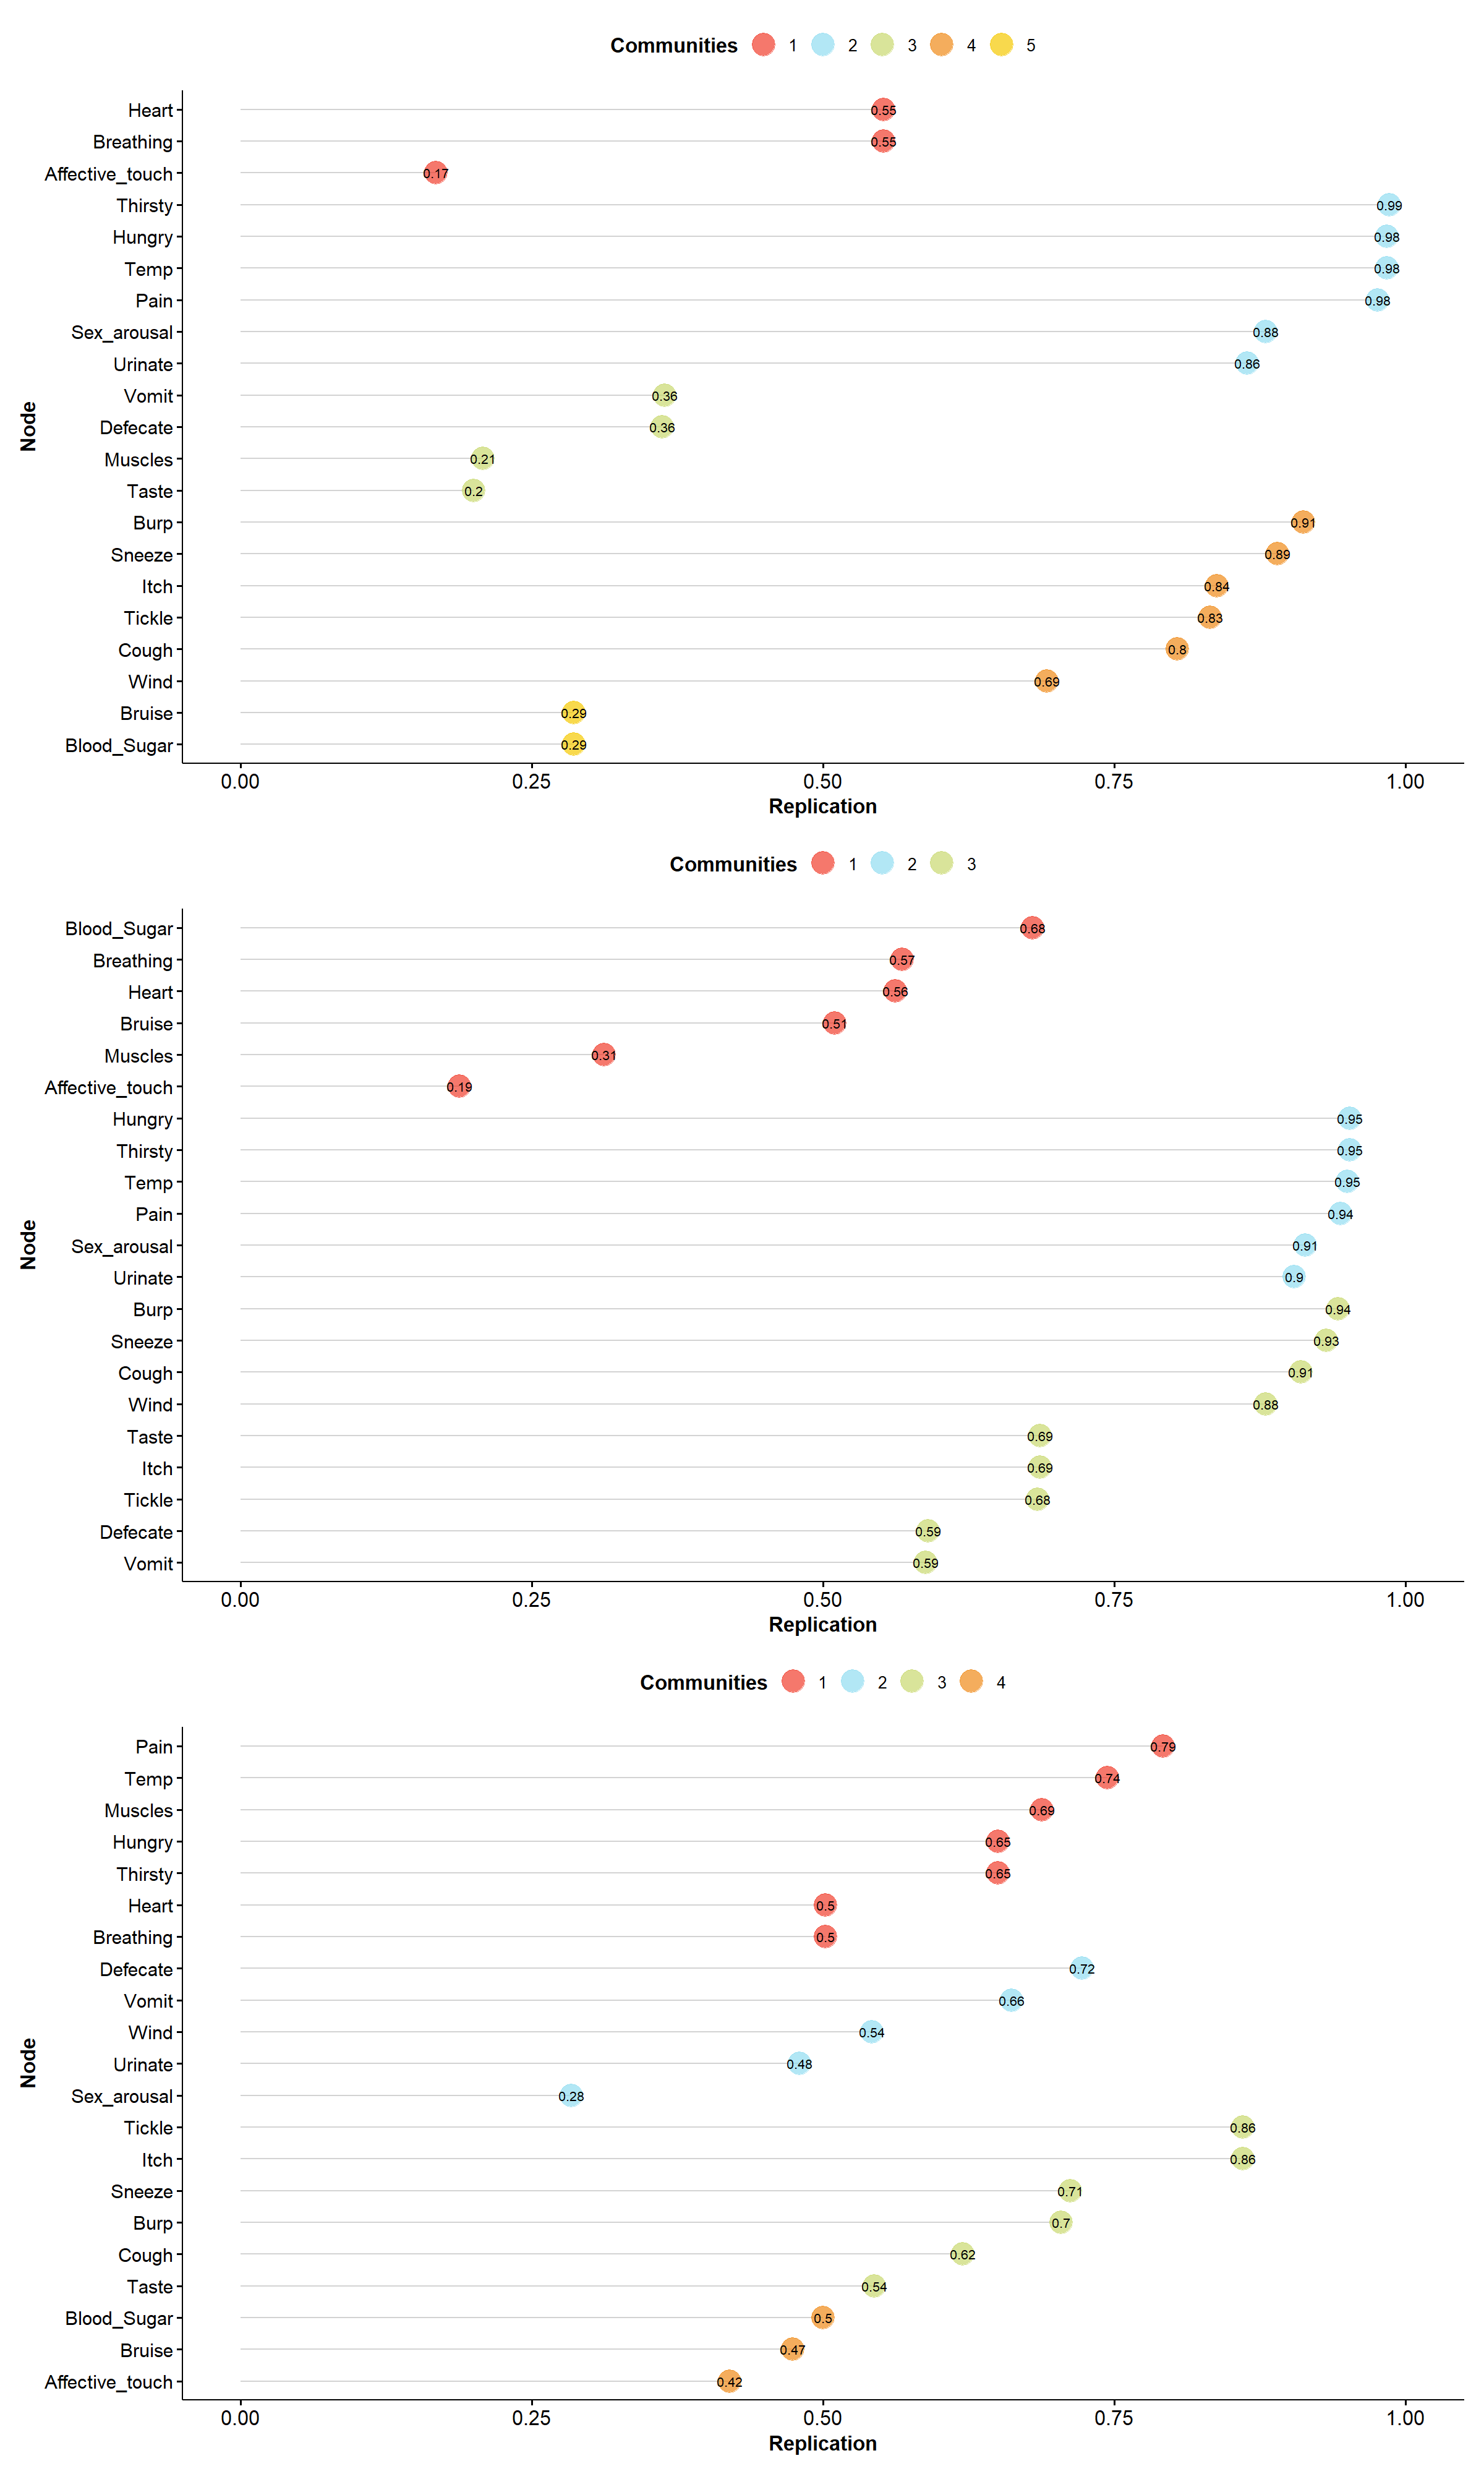 Communities 1 2 3 4 5
Node
Heart 0.55
Breathing 0.55
Affective_touch 0.17
Thirsty 0.99
Hungry 0.98
Temp 0.98
Pain 0.98
Sex_arousal 0.88
Urinate 0.86
Vomit 0.36
Defecate 0.36
Muscles 0.21
Taste 0.2
Burp 0.91
Sneeze 0.89
Itch 0.84
Tickle 0.83
Cough 0.8
Wind 0.69
Bruise 0.29
Blood_Sugar 0.29
0.00 0.25 0.50 0.75 1.00
Replication
Communities 1 2 3
Node
Blood_Sugar 0.68
Breathing 0.57
Heart 0.56
Bruise 0.51
Muscles 0.31
Affective_touch 0.19
Hungry 0.95
Thirsty 0.95
Temp 0.95
Pain 0.94
Sex_arousal 0.91
Urinate 0.9
Burp 0.94
Sneeze 0.93
Cough 0.91
Wind 0.88
Taste 0.69
Itch 0.69
Tickle 0.68
Defecate 0.59
Vomit 0.59
0.00 0.25 0.50 0.75 1.00
Replication
Communities 1 2 3 4
Node
Pain 0.79
Temp 0.74
Muscles 0.69
Hungry 0.65
Thirsty 0.65
Heart 0.5
Breathing 0.5
Defecate 0.72
Vomit 0.66
Wind 0.54
Urinate 0.48
Sex_arousal 0.28
Tickle 0.86
Itch 0.86
Sneeze 0.71
Burp 0.7
Cough 0.62
Taste 0.54
Blood_Sugar 0.5
Bruise 0.47
Affective_touch 0.42
0.00 0.25 0.50 0.75 1.00
Replication